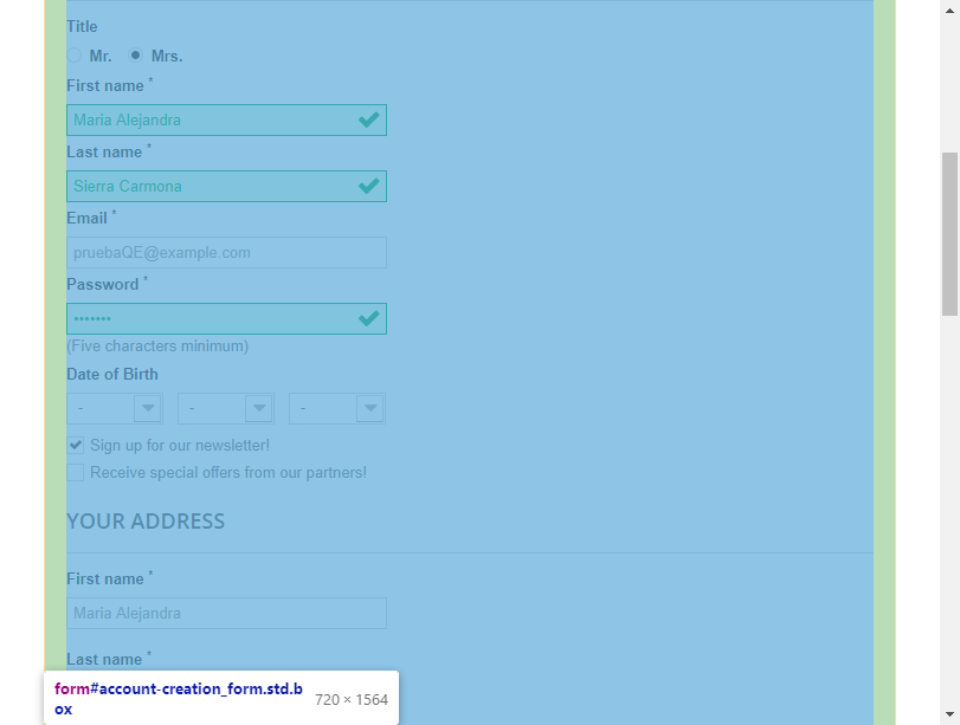 Title
Mr. Mrs.
First name *
Maria Alejandra
Last name *
Sierra Carmona
Email *
pruebaQE@example.com
Password *
•••••••
(Five characters minimum)
Date of Birth
- - -
Sign up for our newsletter!
Receive special offers from our partners!
YOUR ADDRESS
First name *
Maria Alejandra
Last name *
form#account-creation_form.std.b
ox 720 × 1564